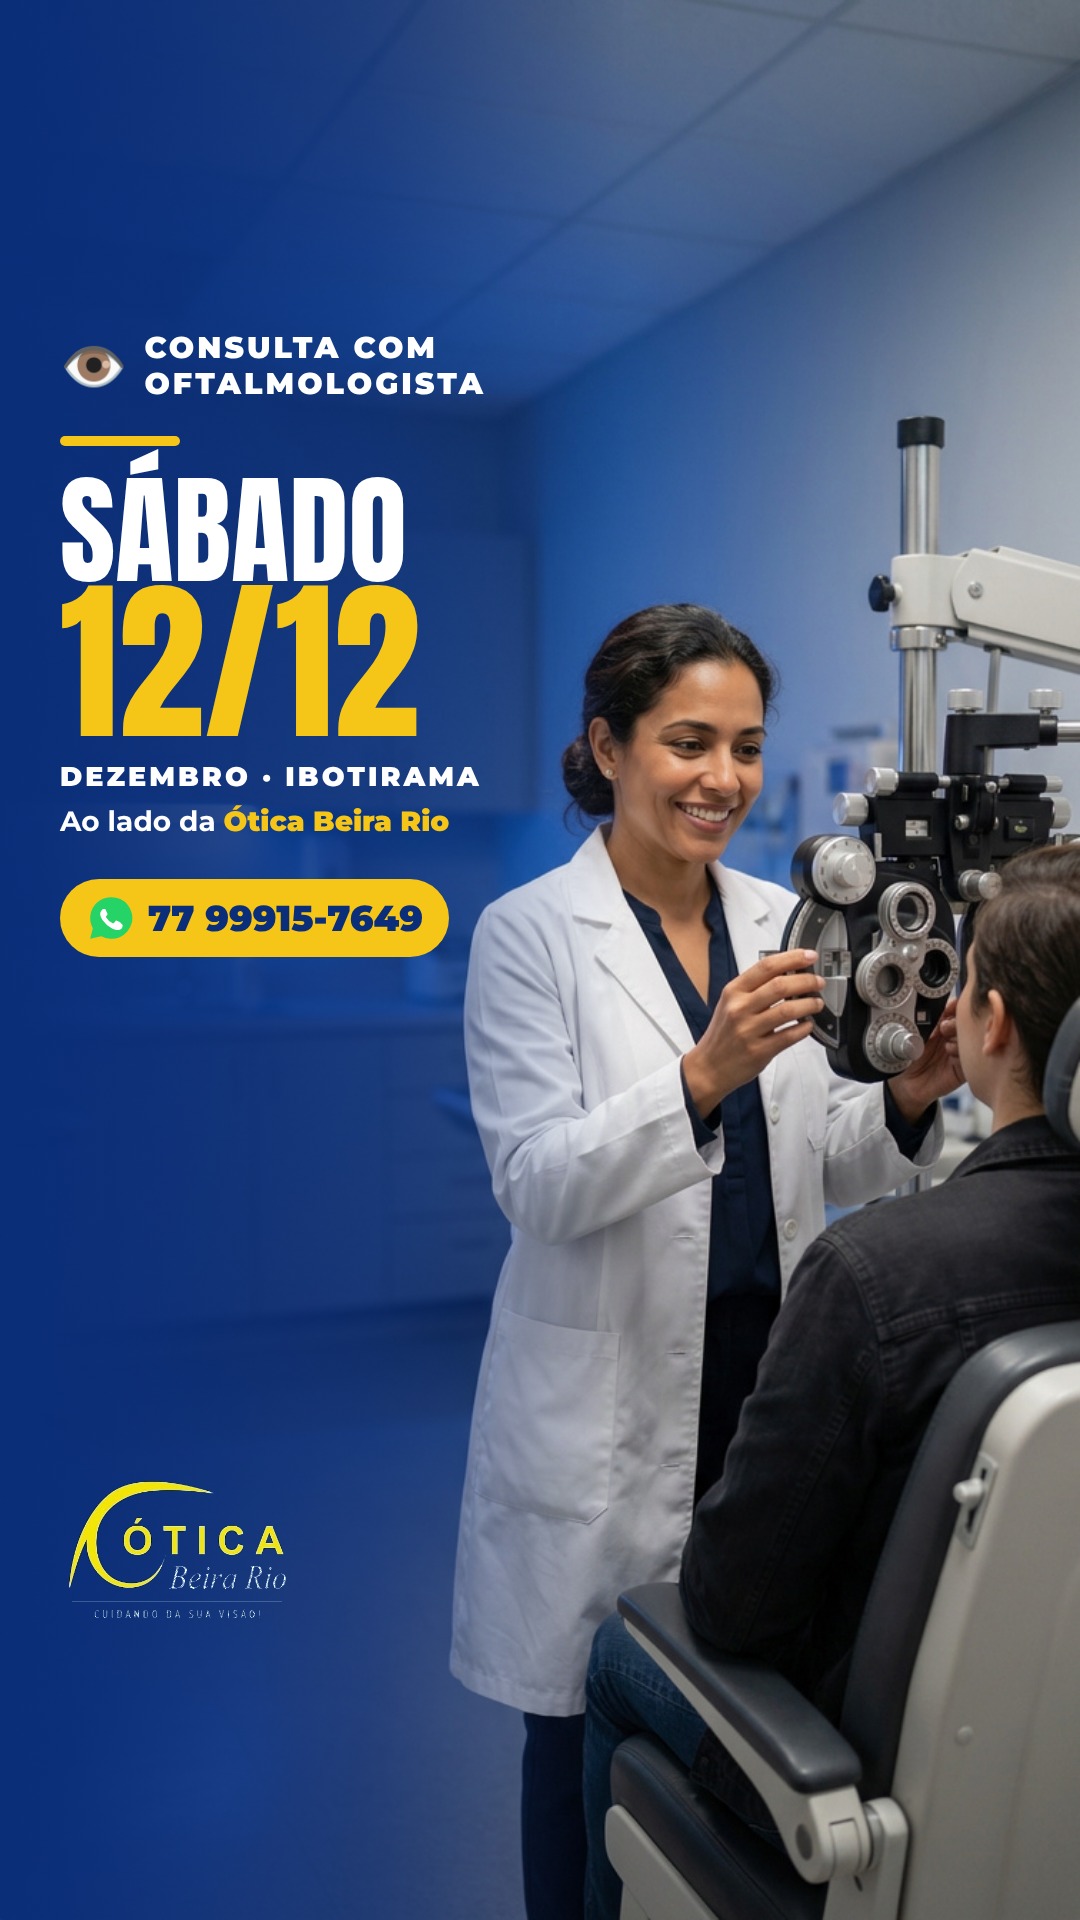 CONSULTA COM
OFTALMOLOGISTA
SÁBADO
12/12
DEZEMBRO • IBOTIRAMA
Ao lado da Ótica Beira Rio
77 99915-7649
ÓTICA
Beira Rio
CUIDANDO DA SUA VISÃO!